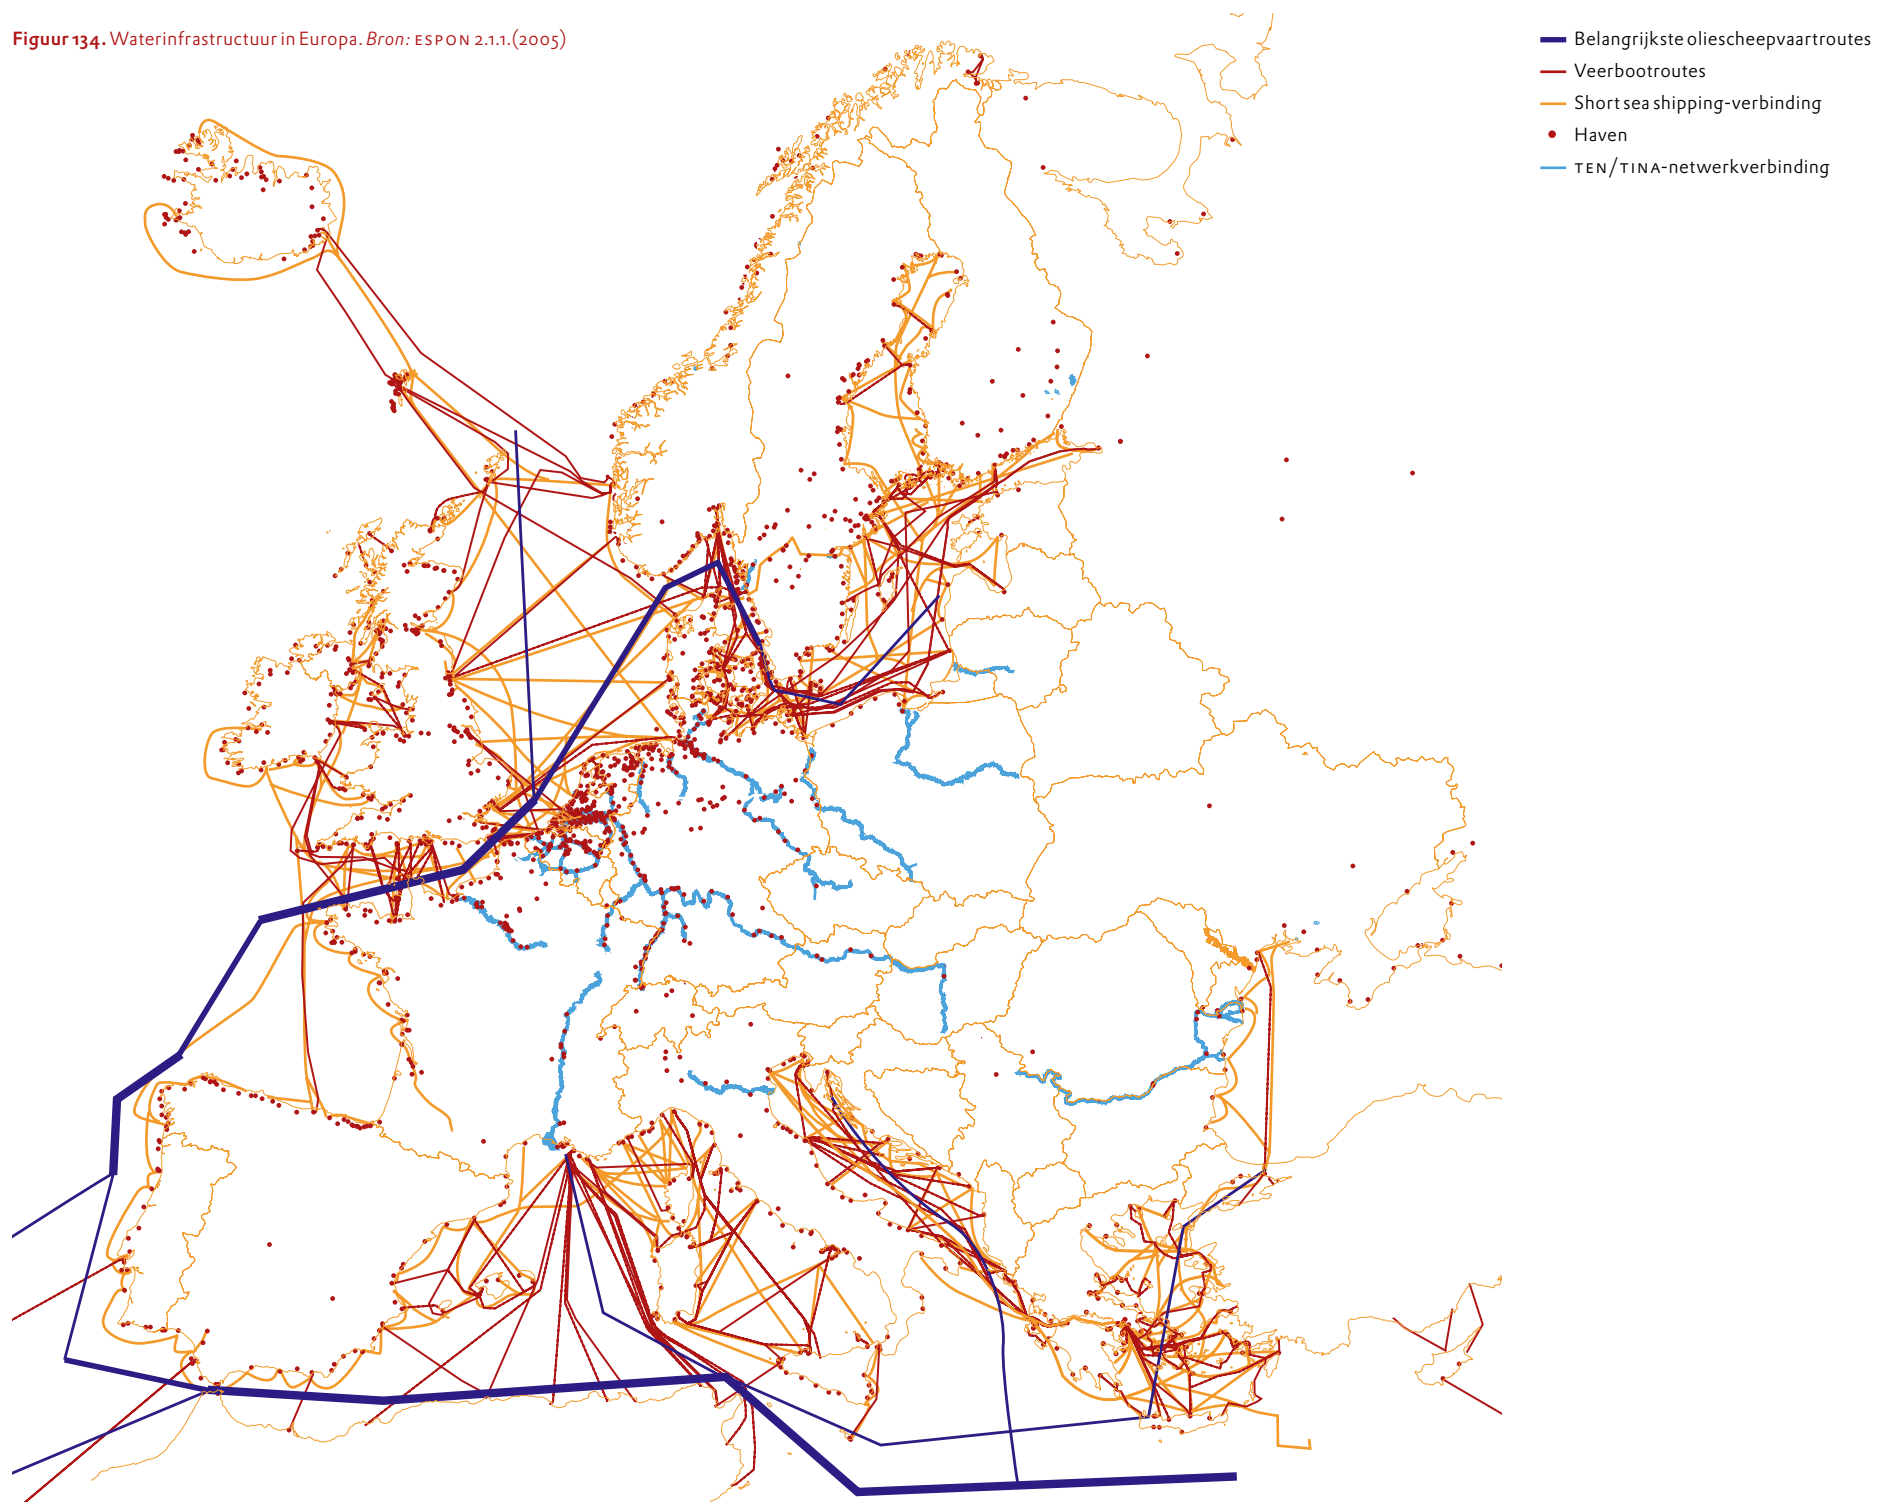 Figuur 134. Waterinfrastructuur in Europa. Bron: ESPON 2.1.1.(2005)
Belangrijkste oliescheepvaartroutes
Veerbootroutes
Short sea shipping-verbinding
Haven
TEN/TINA-netwerkverbinding